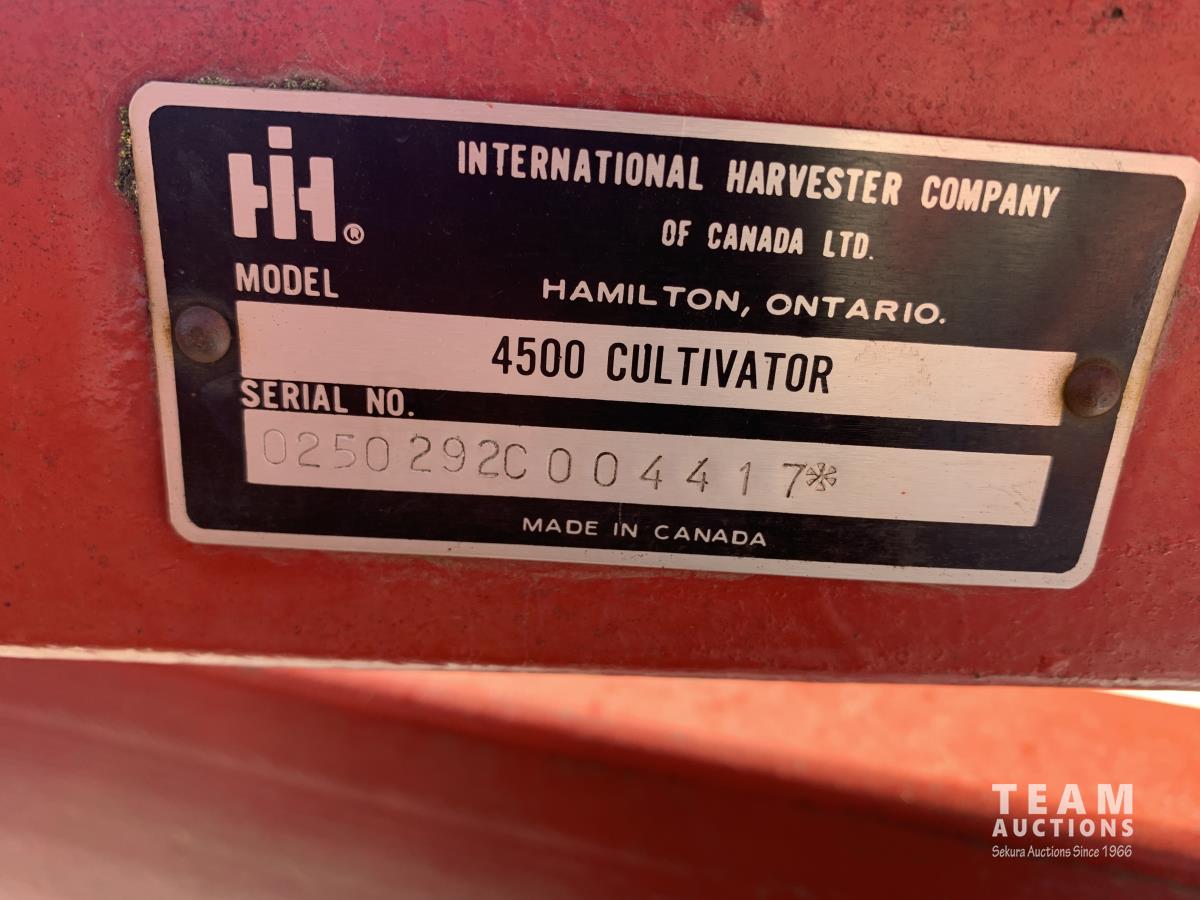 IH®
INTERNATIONAL HARVESTER COMPANY
OF CANADA LTD.
HAMILTON, ONTARIO.
MODEL
4500 CULTIVATOR
SERIAL NO.
0250292C004417*
MADE IN CANADA
TEAM
AUCTIONS
Sekura Auctions Since 1966